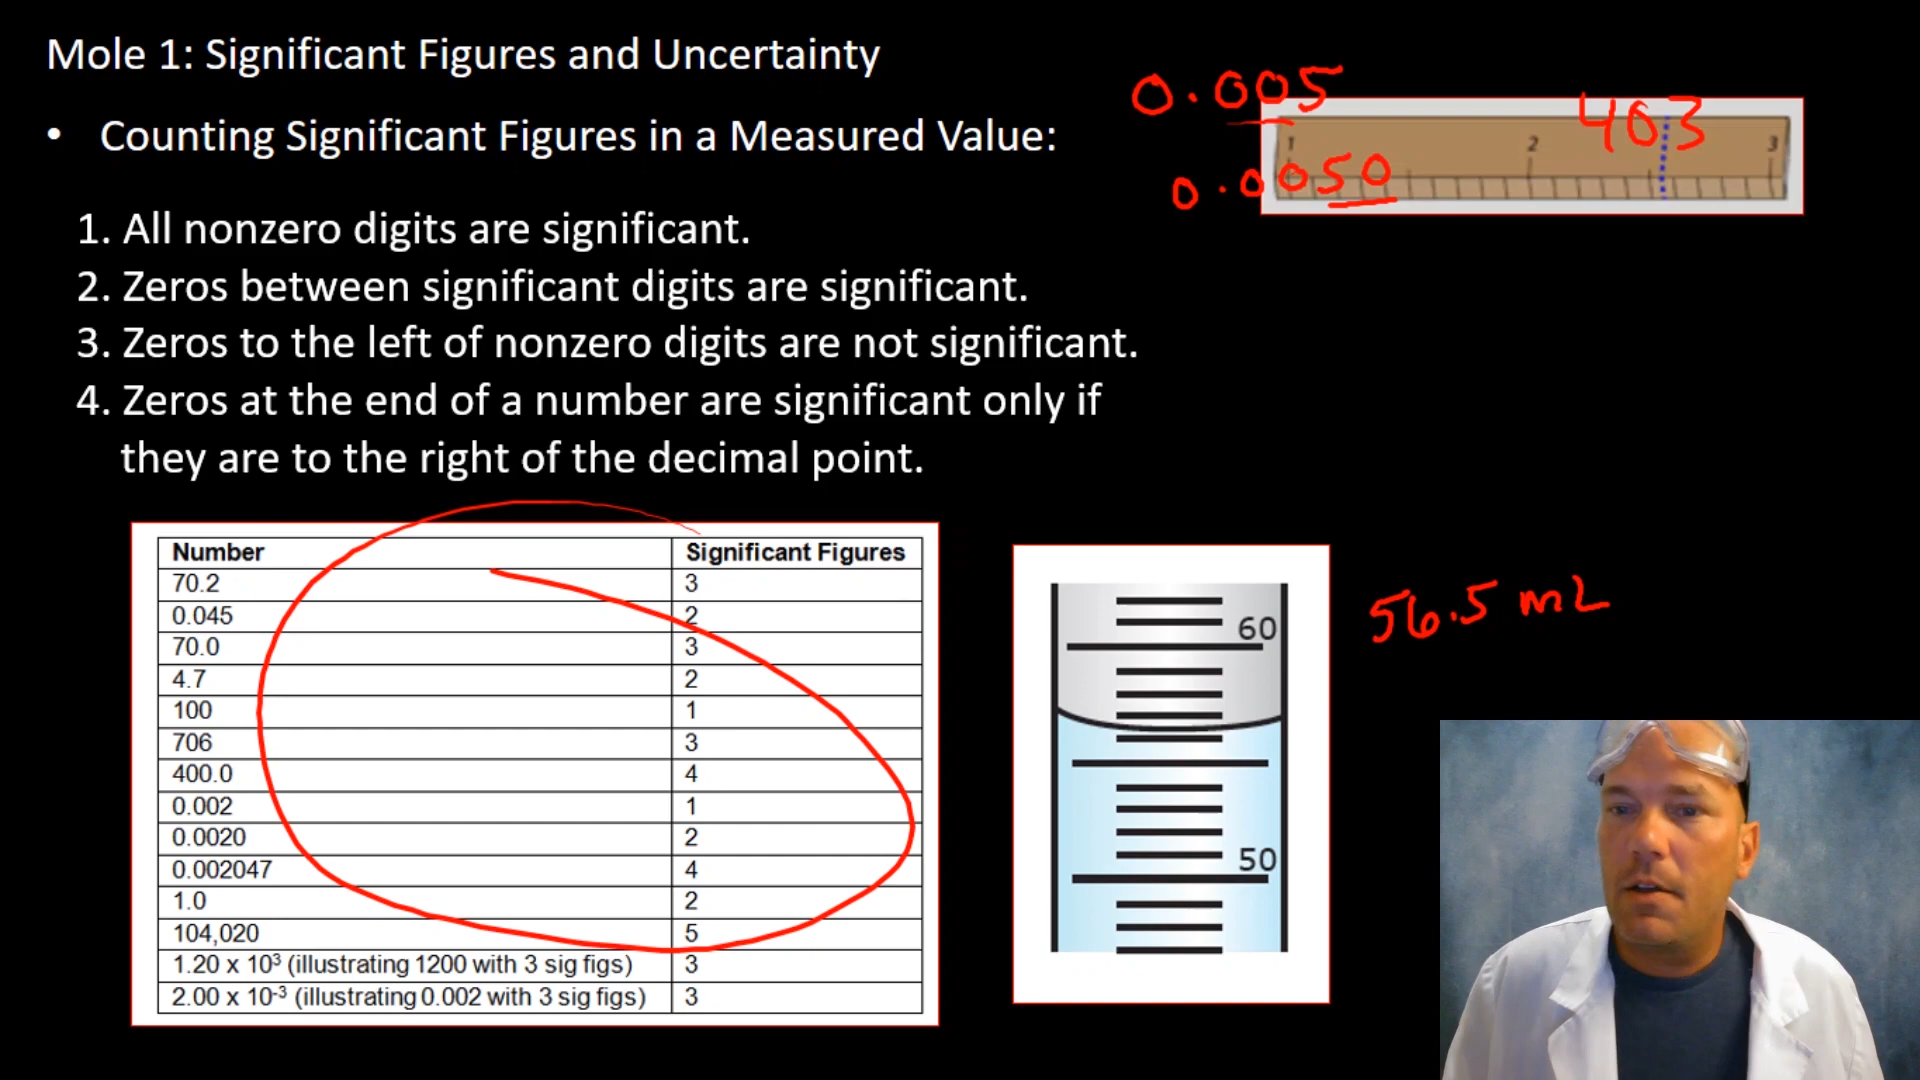 Mole 1: Significant Figures and Uncertainty
0.005
• Counting Significant Figures in a Measured Value:
403
1 2 3
0.0050
1. All nonzero digits are significant.
2. Zeros between significant digits are significant.
3. Zeros to the left of nonzero digits are not significant.
4. Zeros at the end of a number are significant only if
they are to the right of the decimal point.
Number Significant Figures
70.2 3
0.045 2
70.0 3
4.7 2
100 1
706 3
400.0 4
0.002 1
0.0020 2
0.002047 4
1.0 2
104,020 5
1.20 x 10³ (illustrating 1200 with 3 sig figs) 3
2.00 x 10⁻³ (illustrating 0.002 with 3 sig figs) 3
60
50
56.5 mL